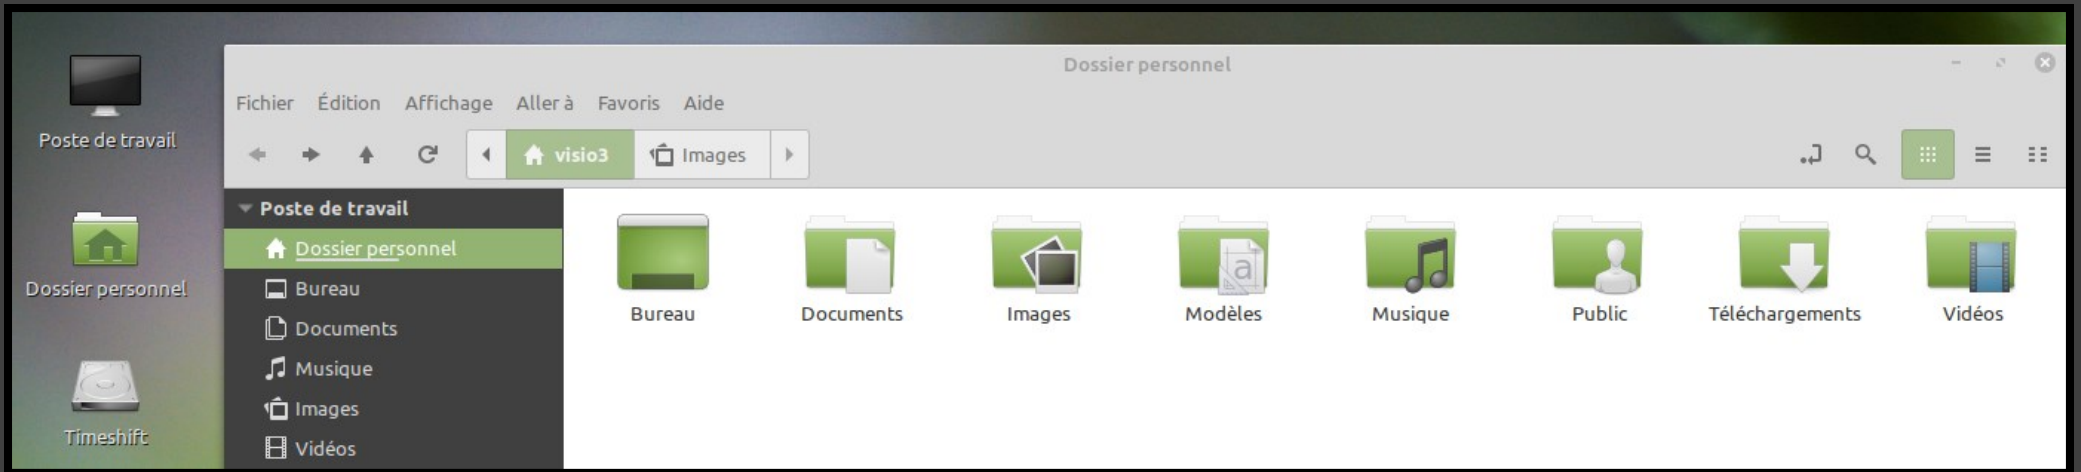 Poste de travail
Dossier personnel
Timeshift
Dossier personnel
Fichier Édition Affichage Aller à Favoris Aide
visio3 Images
Poste de travail
Dossier personnel
Bureau
Documents
Musique
Images
Vidéos
Bureau Documents Images Modèles Musique Public Téléchargements Vidéos